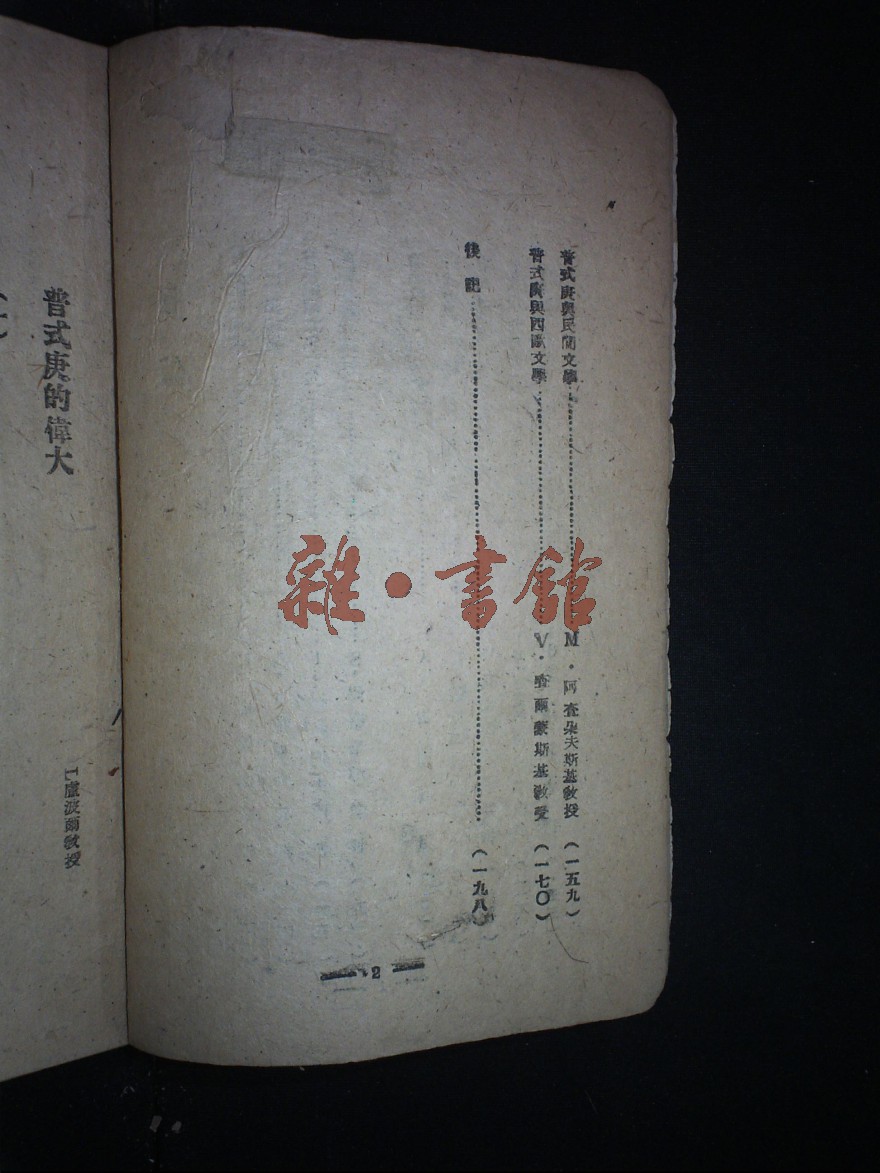 普式庚與民間文學……M·阿查朵夫斯基教授（一五九）
普式庚與西歐文學……V·爾蒙斯基教授（一七〇）
後記……（一九八）
2
普式庚的偉大
（一）
I.盧波爾教授
雜·書館